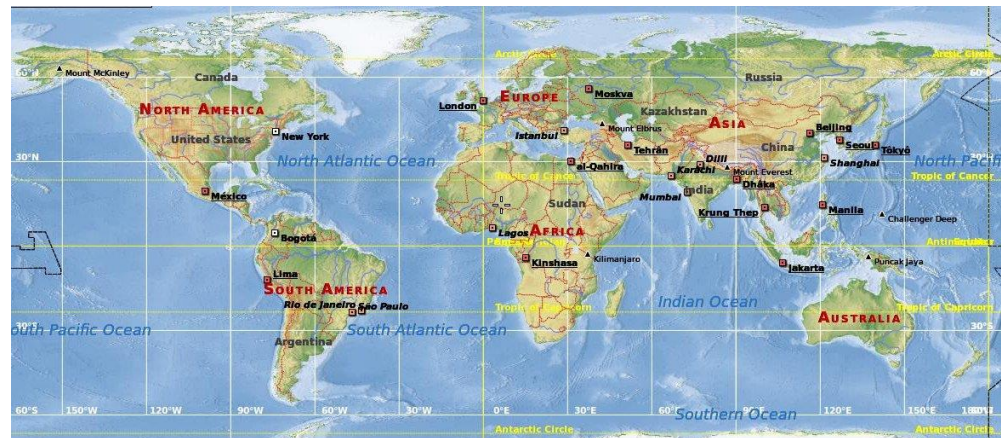 Arctic Circle
Arctic Circle
60°N
60°N
Mount McKinley
Canada
Russia
NORTH AMERICA
EUROPE
Moskva
London
Kazakhstan
ASIA
Mount Elbrus
United States
New York
Istanbul
Beijing
China
Tehrān
Seoul
Tōkyō
30°N
North Atlantic Ocean
al-Qahira
Dilli
Shanghai
North Pacif
Karachi
Mount Everest
Tropic of Cancer
Tropic of Cancer
Dhāka
México
Sudan
Mumbai
India
Krung Thep
Manila
Challenger Deep
Lagos
AFRICA
Bogotá
Kinshasa
Kilimanjaro
Puncak Jaya
Jakarta
Lima
SOUTH AMERICA
Rio de Janeiro
São Paulo
Indian Ocean
Tropic of Capricorn
Tropic of Capricorn
AUSTRALIA
outh Pacific Ocean
30°S
South Atlantic Ocean
30°S
Argentina
60°S
150°W
120°W
90°W
60°W
0°E
30°E
60°E
90°E
120°E
150°E
Southern Ocean
Antarctic Circle
Antarctic Circle